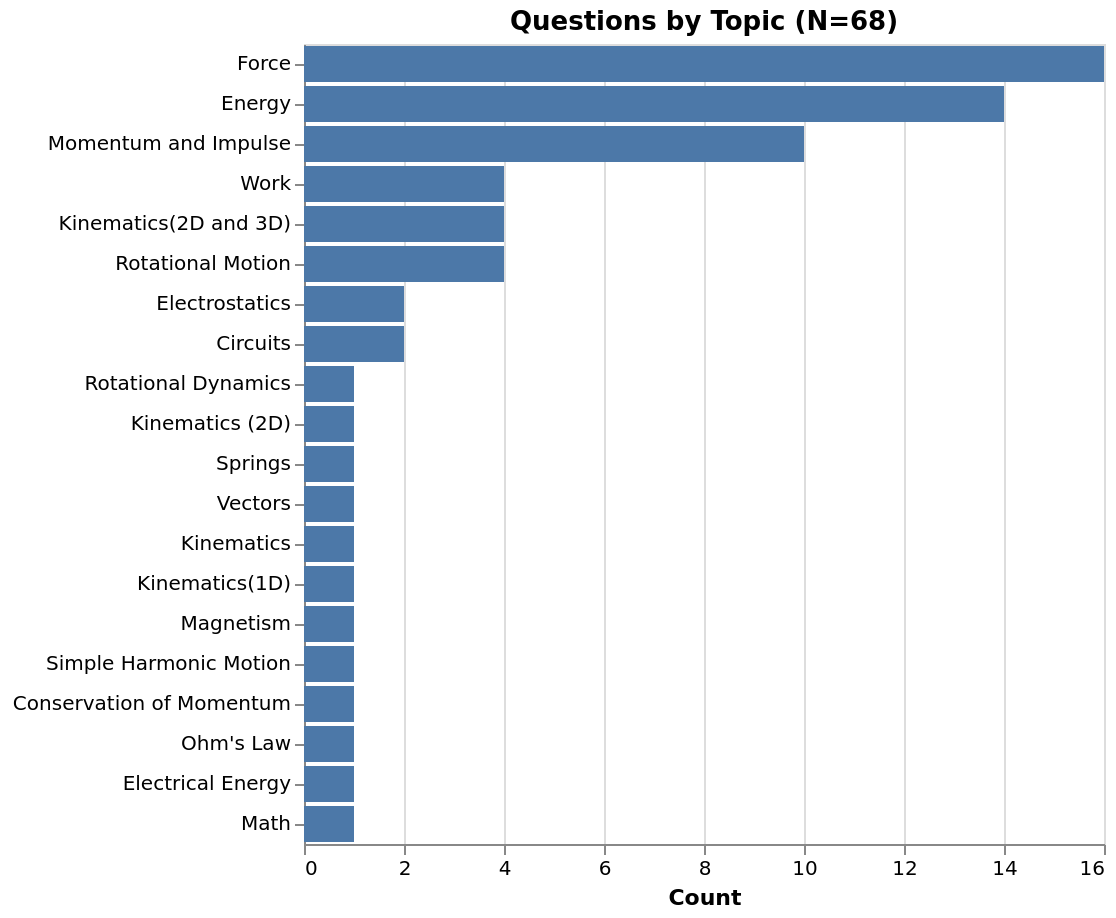 Questions by Topic (N=68)
Force
Energy
Momentum and Impulse
Work
Kinematics(2D and 3D)
Rotational Motion
Electrostatics
Circuits
Rotational Dynamics
Kinematics (2D)
Springs
Vectors
Kinematics
Kinematics(1D)
Magnetism
Simple Harmonic Motion
Conservation of Momentum
Ohm's Law
Electrical Energy
Math
0 2 4 6 8 10 12 14 16
Count